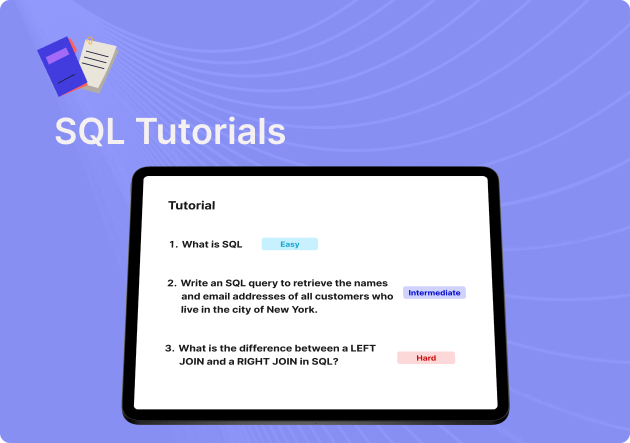 SQL Tutorials
Tutorial
1. What is SQL
Easy
2. Write an SQL query to retrieve the names
and email addresses of all customers who
live in the city of New York.
Intermediate
3. What is the difference between a LEFT
JOIN and a RIGHT JOIN in SQL?
Hard